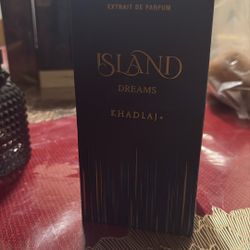 EXTRAIT DE PARFUM
ISLAND
DREAMS
KHADLAJ